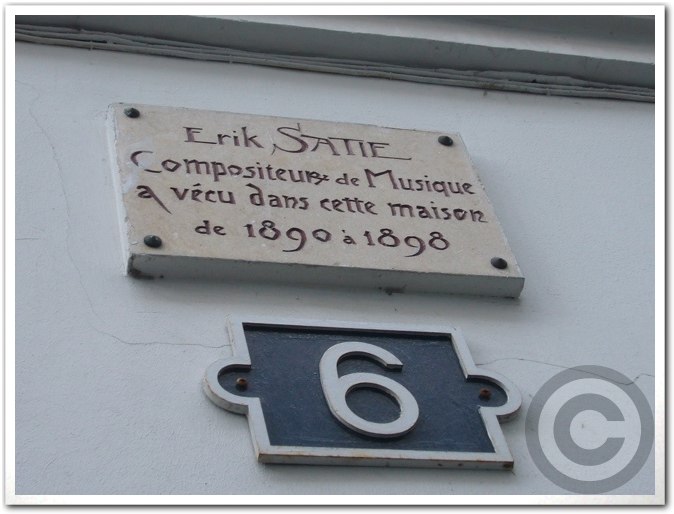 Erik SATIE
Compositeur de Musique
a vécu dans cette maison
de 1890 à 1898
6
©